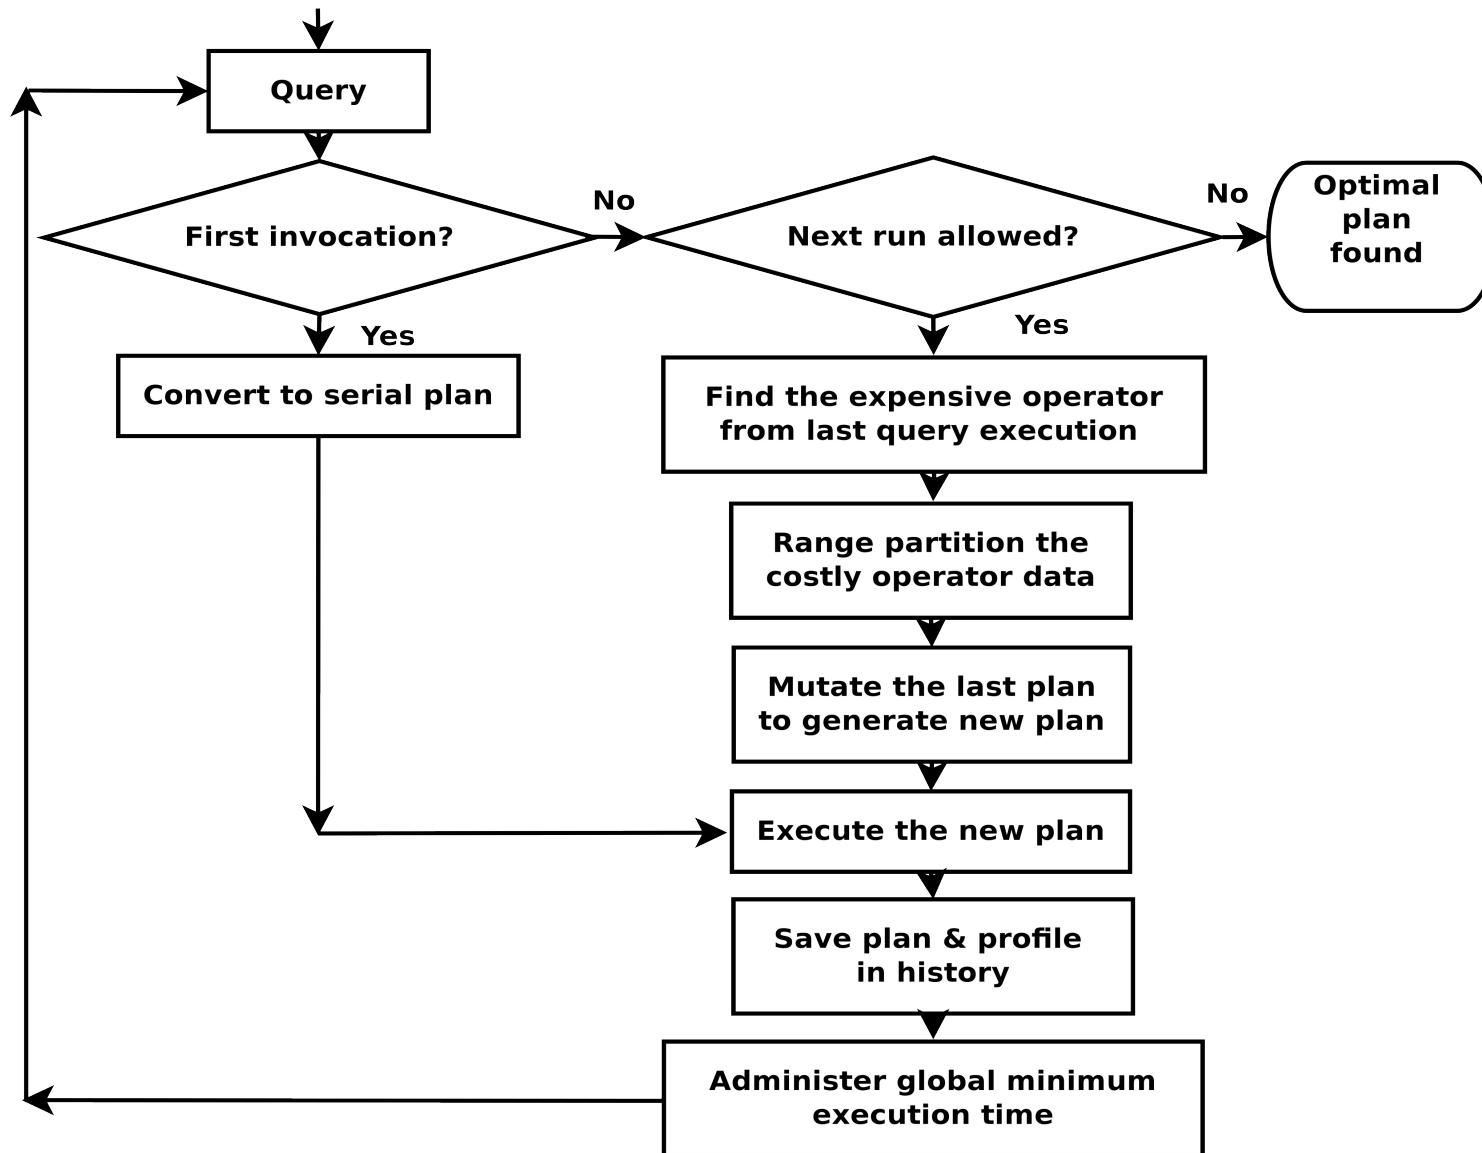 Query
First invocation?
No
Next run allowed?
No
Optimal
plan
found
Yes
Convert to serial plan
Yes
Find the expensive operator
from last query execution
Range partition the
costly operator data
Mutate the last plan
to generate new plan
Execute the new plan
Save plan & profile
in history
Administer global minimum
execution time